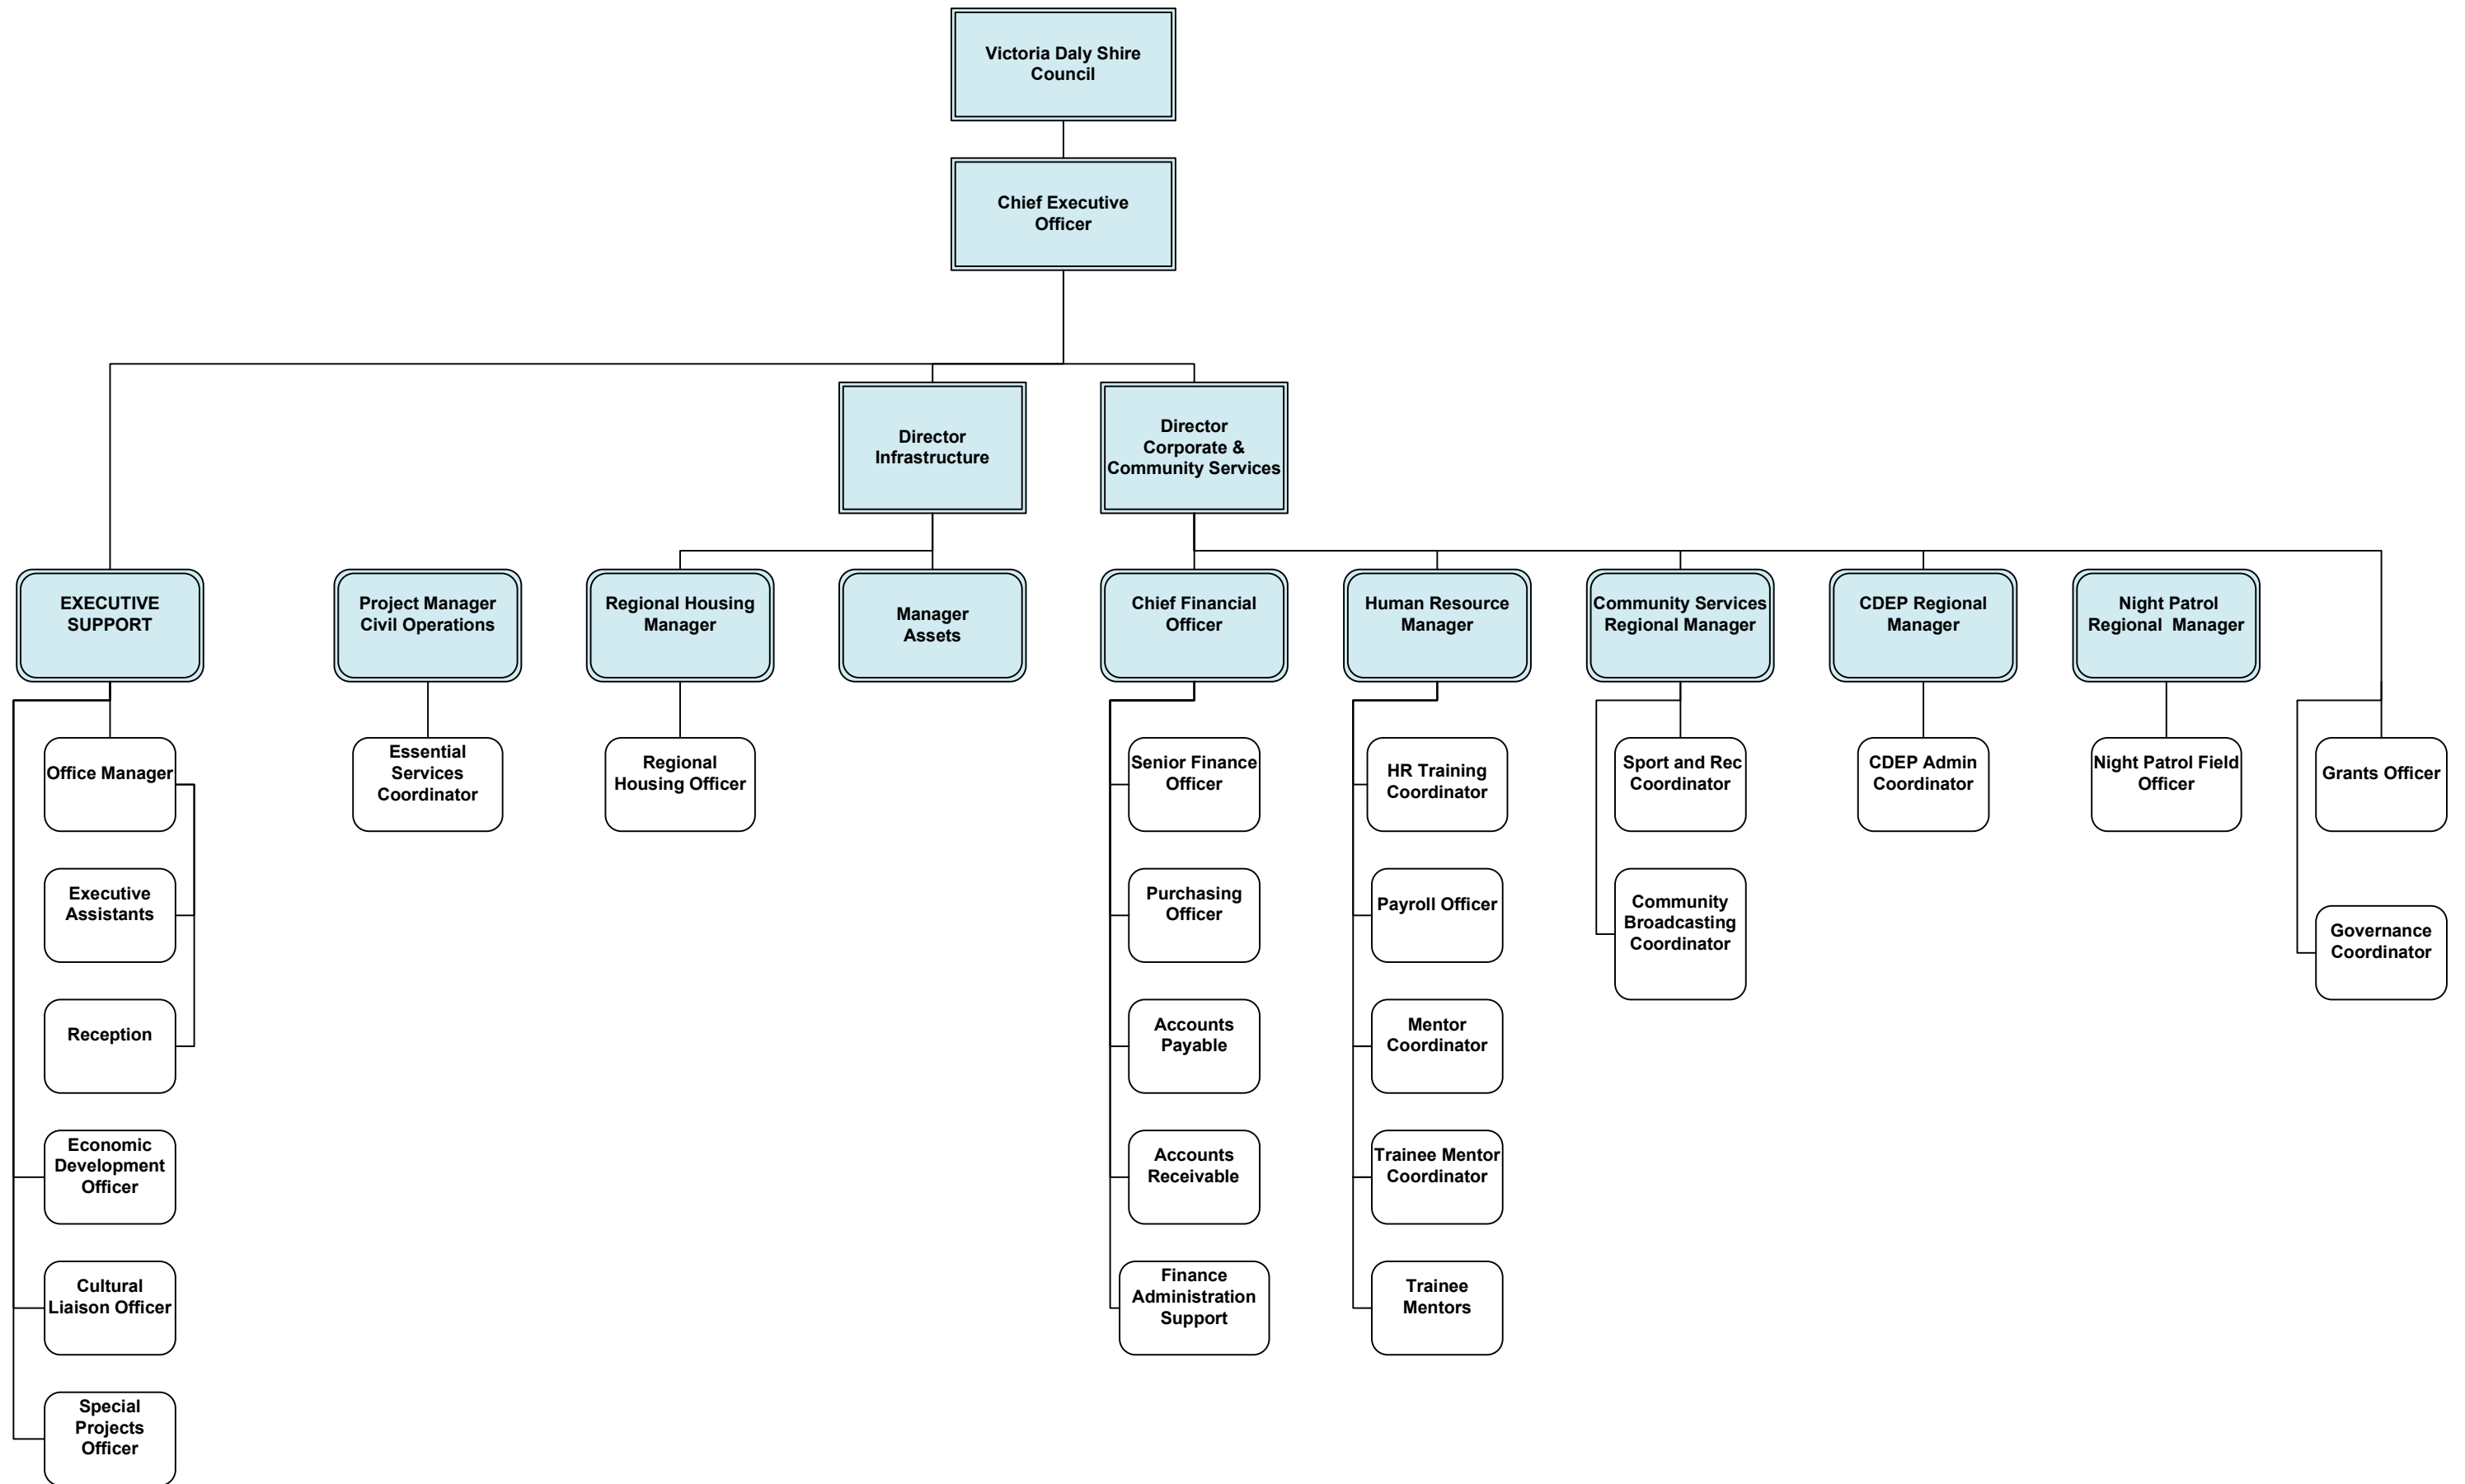 Victoria Daly Shire
Council
Chief Executive
Officer
Director
Infrastructure
Director
Corporate &
Community Services
EXECUTIVE
SUPPORT
Project Manager
Civil Operations
Regional Housing
Manager
Manager
Assets
Chief Financial
Officer
Human Resource
Manager
Community Services
Regional Manager
CDEP Regional
Manager
Night Patrol
Regional  Manager
Office Manager
Essential
Services
Coordinator
Regional
Housing Officer
Senior Finance
Officer
HR Training
Coordinator
Sport and Rec
Coordinator
CDEP Admin
Coordinator
Night Patrol Field
Officer
Grants Officer
Executive
Assistants
Purchasing
Officer
Payroll Officer
Community
Broadcasting
Coordinator
Governance
Coordinator
Reception
Accounts
Payable
Mentor
Coordinator
Economic
Development
Officer
Accounts
Receivable
Trainee Mentor
Coordinator
Cultural
Liaison Officer
Finance
Administration
Support
Trainee
Mentors
Special
Projects
Officer